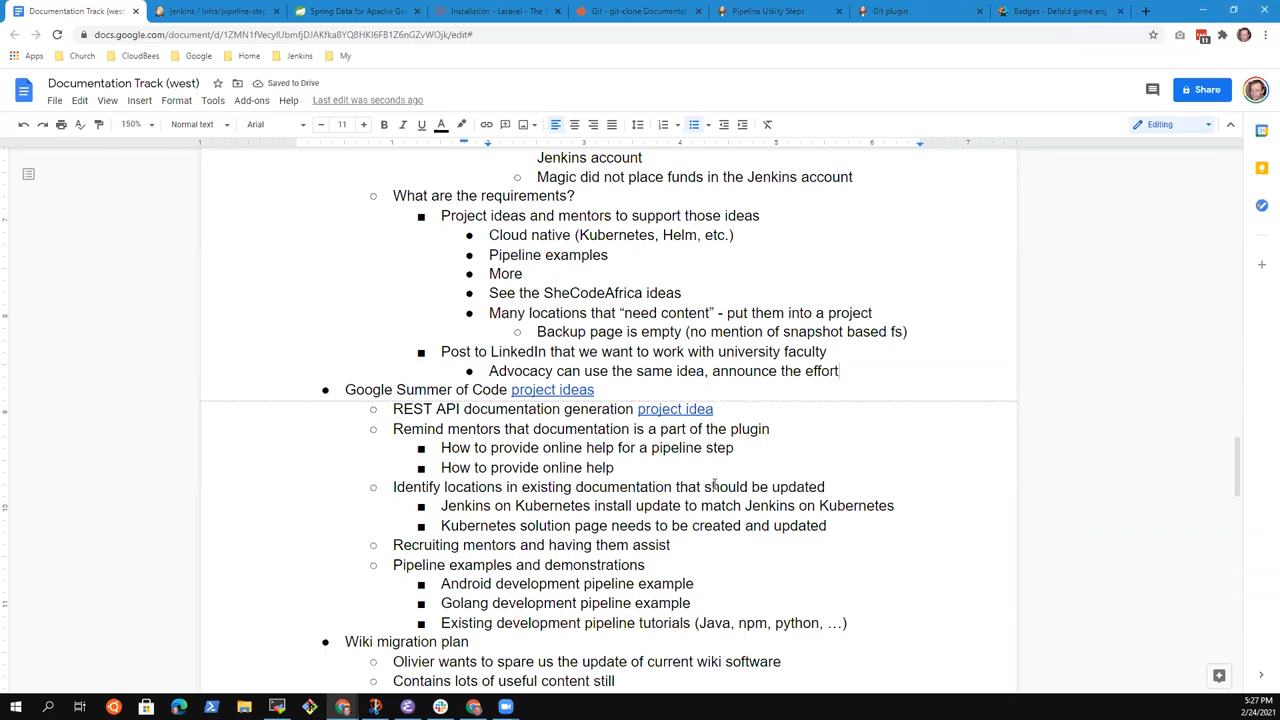 Documentation Track (west)
Jenkins / Infra/pipeline-step
Spring Data for Apache Ge
Installation - Laravel - The P
Git - git-clone Documentat
Pipeline Utility Steps
Git plugin
Badges - Defold game eng
docs.google.com/document/d/
Apps
Church
CloudBees
Google
Home
Jenkins
My
Documentation Track (west)
Saved to Drive
File Edit View Insert Format Tools Add-ons Help Last edit was seconds ago
Share
150% Normal text Arial 11
Editing
1 1 2 3 4 5 6 7
Jenkins account
Magic did not place funds in the Jenkins account
What are the requirements?
Project ideas and mentors to support those ideas
Cloud native (Kubernetes, Helm, etc.)
Pipeline examples
More
See the SheCodeAfrica ideas
Many locations that “need content” - put them into a project
Backup page is empty (no mention of snapshot based fs)
Post to LinkedIn that we want to work with university faculty
Advocacy can use the same idea, announce the effort
Google Summer of Code project ideas
REST API documentation generation project idea
Remind mentors that documentation is a part of the plugin
How to provide online help for a pipeline step
How to provide online help
Identify locations in existing documentation that should be updated
Jenkins on Kubernetes install update to match Jenkins on Kubernetes
Kubernetes solution page needs to be created and updated
Recruiting mentors and having them assist
Pipeline examples and demonstrations
Android development pipeline example
Golang development pipeline example
Existing development pipeline tutorials (Java, npm, python, …)
Wiki migration plan
Olivier wants to spare us the update of current wiki software
Contains lots of useful content still
5:27 PM
2/24/2021